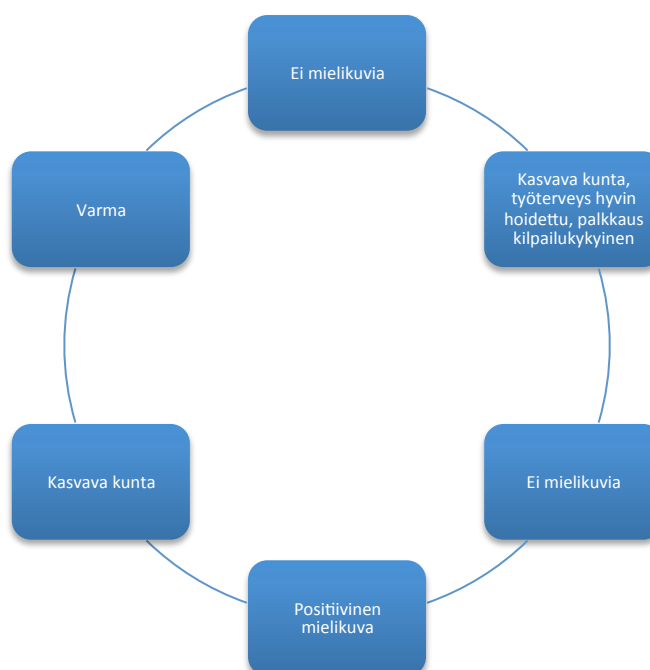 Ei mielikuvia
Kasvava kunta,
työterveys hyvin
hoidettu, palkkaus
kilpailukykyinen
Ei mielikuvia
Positiivinen
mielikuva
Kasvava kunta
Varma